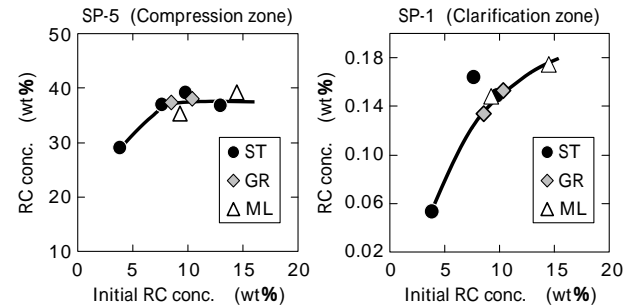 SP-5 (Compression zone)
RC conc. (wt%)
50
40
30
20
10
ST
GR
ML
0 5 10 15 20
Initial RC conc. (wt%)
SP-1 (Clarification zone)
RC conc. (wt%)
0.18
0.14
0.10
0.06
0.02
ST
GR
ML
0 5 10 15 20
Initial RC conc. (wt%)